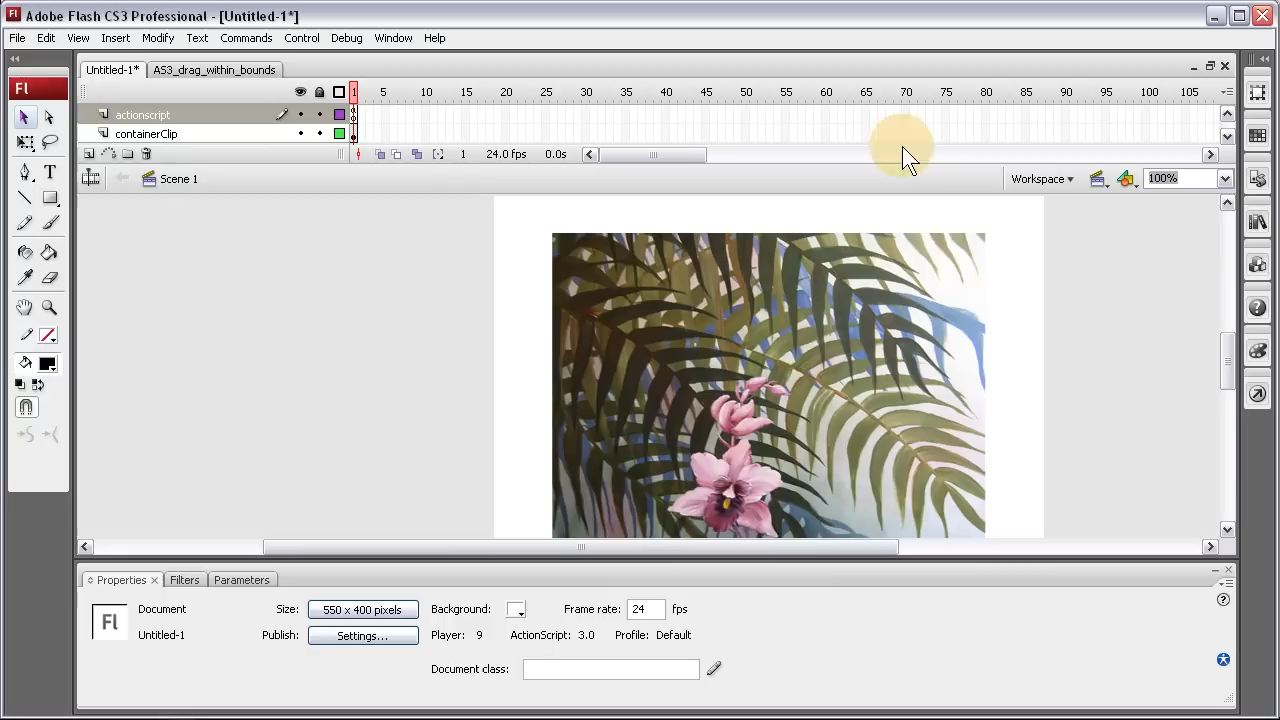 Adobe Flash CS3 Professional - [Untitled-1*]
File Edit View Insert Modify Text Commands Control Debug Window Help
Untitled-1* AS3_drag_within_bounds
Fl
1 5 10 15 20 25 30 35 40 45 50 55 60 65 70 75 80 85 90 95 100 105
actionscript
containerClip
1 24.0 fps 0.0s
Scene 1 Workspace 100%
Properties Filters Parameters
Fl Document Size: 550 x 400 pixels Background: Frame rate: 24 fps
Untitled-1 Publish: Settings... Player: 9 ActionScript: 3.0 Profile: Default
Document class: